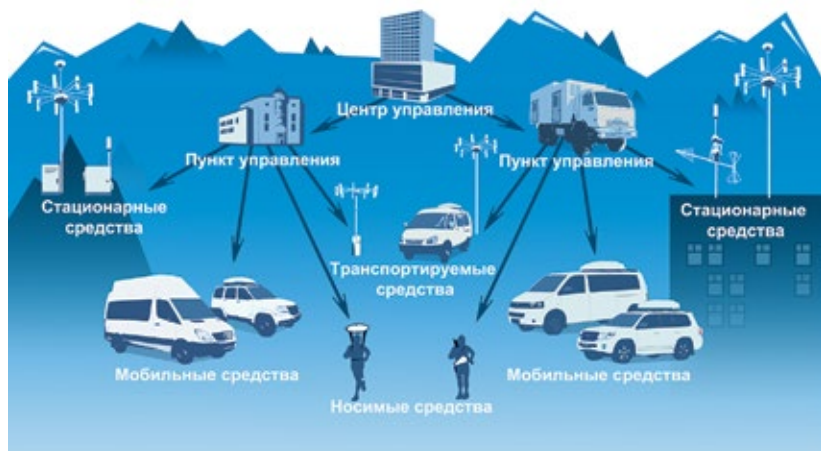 Центр управления
Пункт управления
Пункт управления
Стационарные
средства
Стационарные
средства
Транспортируемые
средства
Мобильные средства
Мобильные средства
Носимые средства